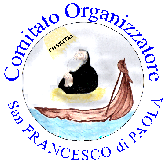 Comitato Organizzatore
CHARITAS
San FRANCESCO di PAOLA